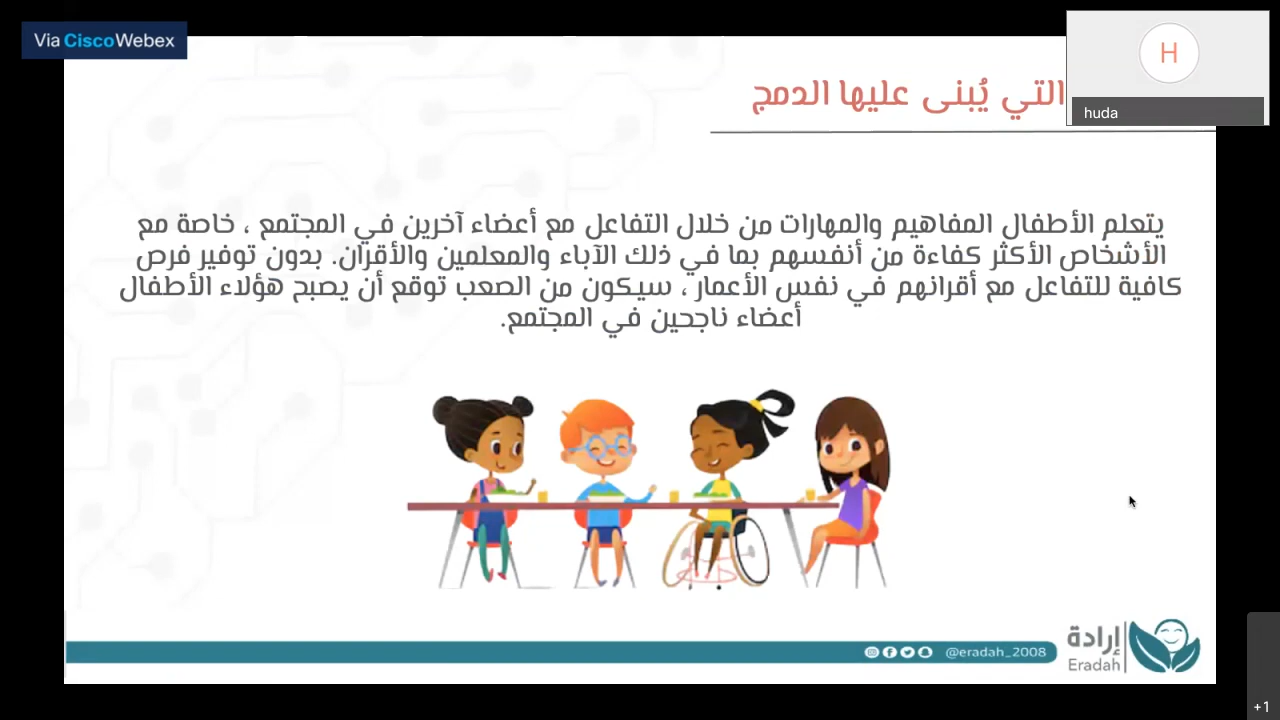 Via Cisco Webex
H
huda
التي يُبنى عليها الدمج
يتعلم الأطفال المفاهيم والمهارات من خلال التفاعل مع أعضاء آخرين في المجتمع ، خاصة مع
الأشخاص الأكثر كفاءة من أنفسهم بما في ذلك الآباء والمعلمين والأقران. بدون توفير فرص
كافية للتفاعل مع أقرانهم في نفس الأعمار ، سيكون من الصعب توقع أن يصبح هؤلاء الأطفال
أعضاء ناجحين في المجتمع.
@eradah_2008
إرادة
Eradah
+1